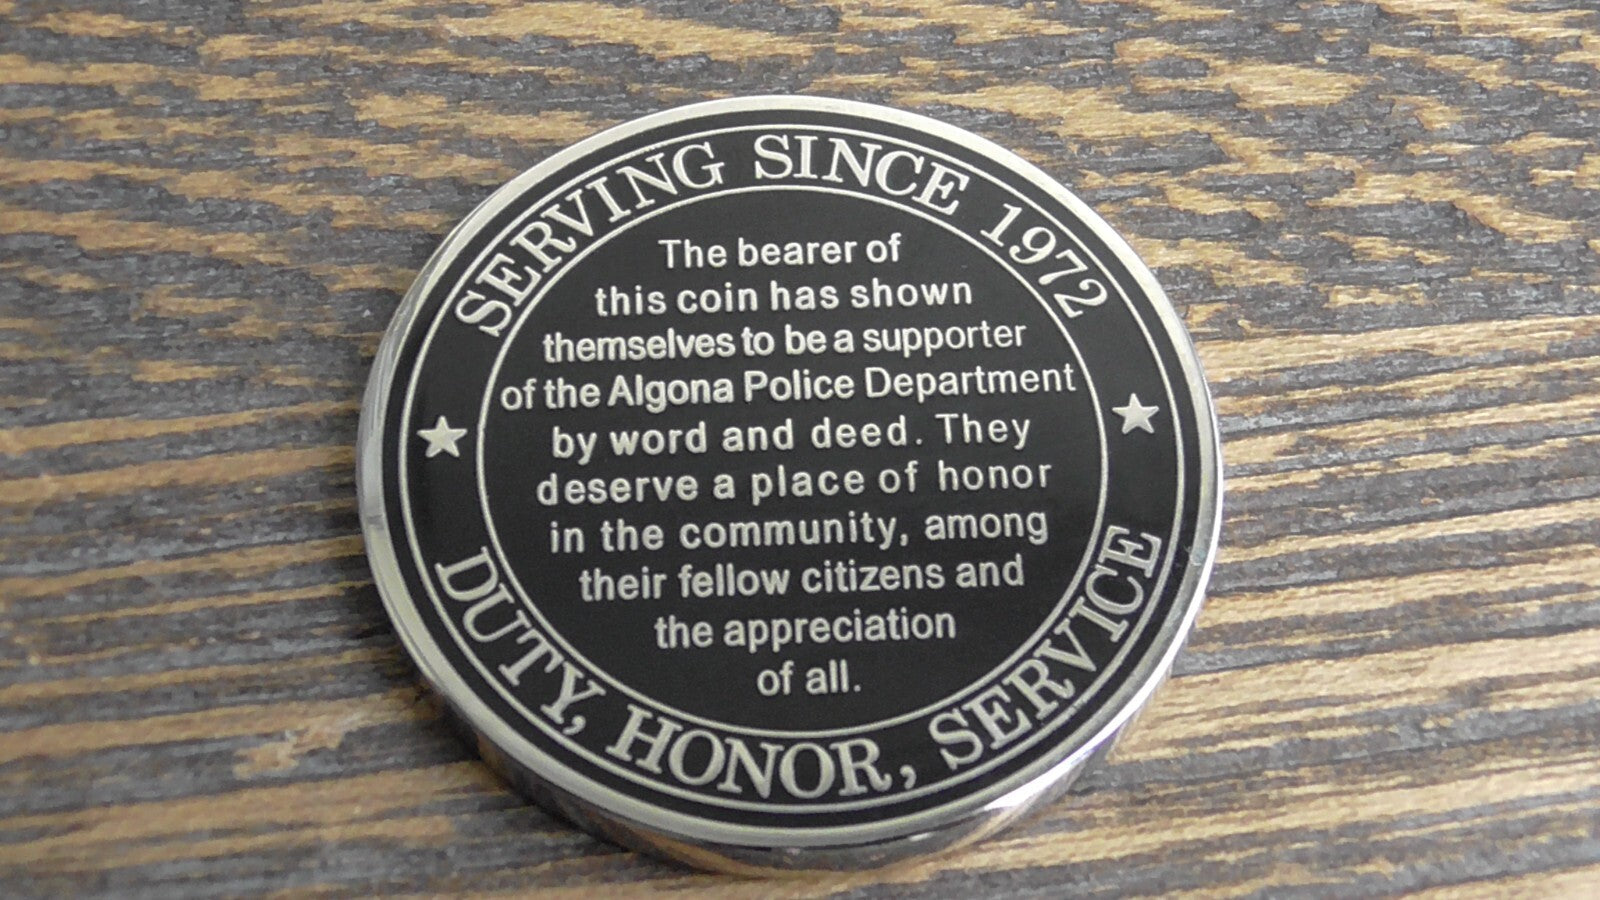 SERVING SINCE 1972
The bearer of
this coin has shown
themselves to be a supporter
of the Algona Police Department
by word and deed. They
deserve a place of honor
in the community, among
their fellow citizens and
the appreciation
of all.
DUTY, HONOR, SERVICE